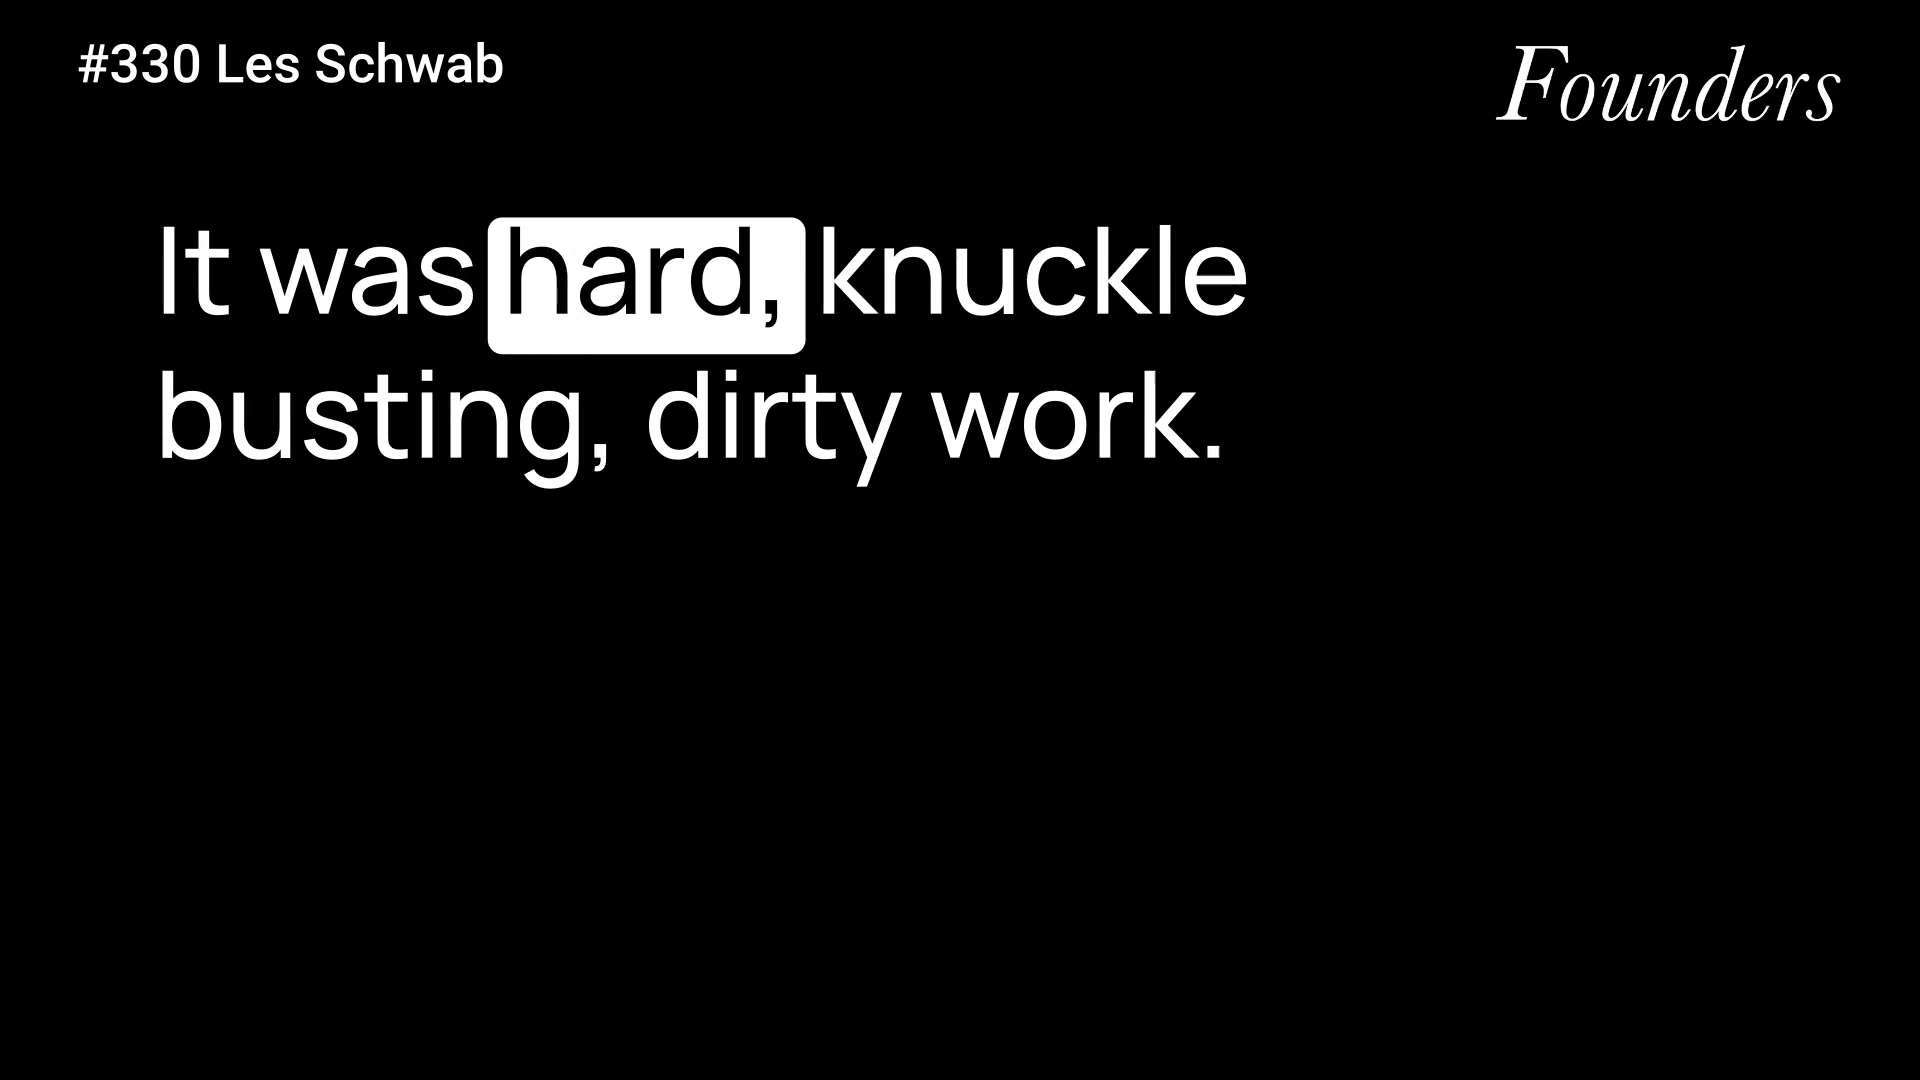 #330 Les Schwab
Founders
It was hard, knuckle
busting, dirty work.